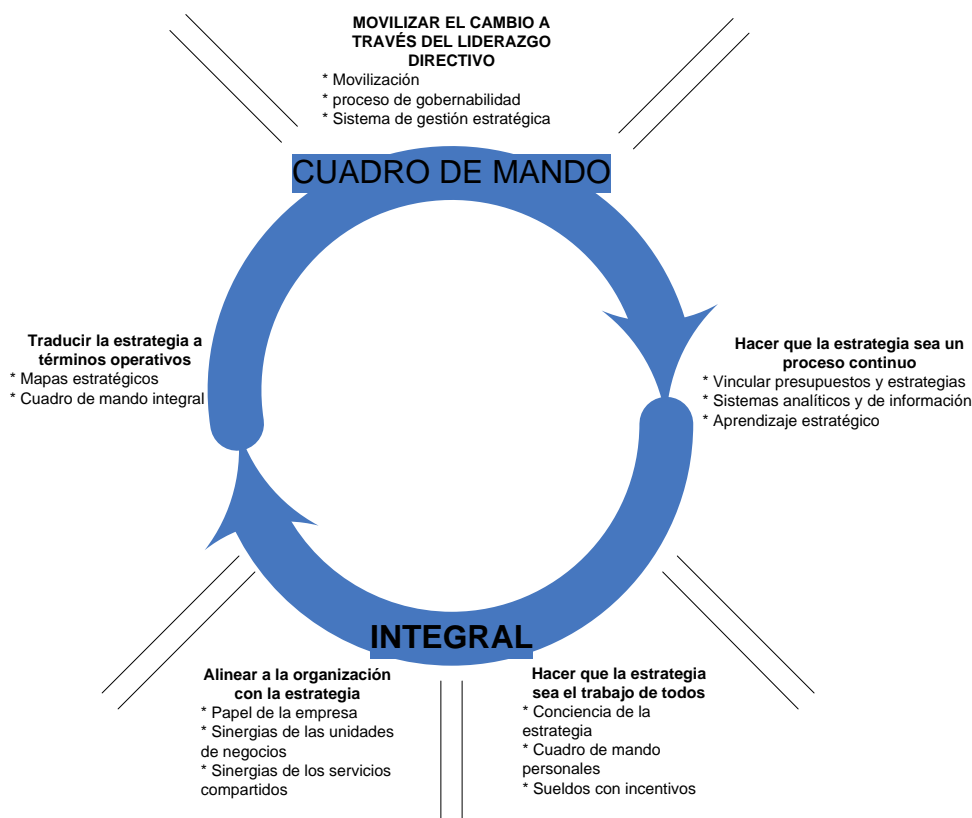 MOVILIZAR EL CAMBIO A
TRAVÉS DEL LIDERAZGO
DIRECTIVO
* Movilización
* proceso de gobernabilidad
* Sistema de gestión estratégica
CUADRO DE MANDO
Traducir la estrategia a
términos operativos
* Mapas estratégicos
* Cuadro de mando integral
Hacer que la estrategia sea un
proceso continuo
* Vincular presupuestos y estrategias
* Sistemas analíticos y de información
* Aprendizaje estratégico
INTEGRAL
Alinear a la organización
con la estrategia
* Papel de la empresa
* Sinergias de las unidades
de negocios
* Sinergias de los servicios
compartidos
Hacer que la estrategia
sea el trabajo de todos
* Conciencia de la
estrategia
* Cuadro de mando
personales
* Sueldos con incentivos